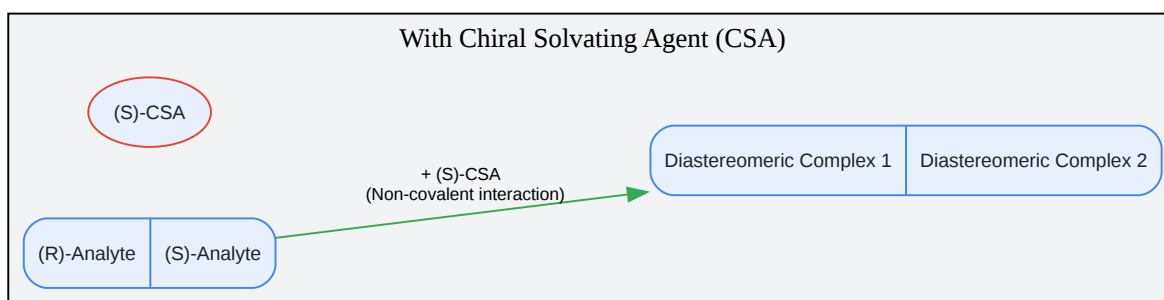 With Chiral Solvating Agent (CSA)
(S)-CSA
+ (S)-CSA
(Non-covalent interaction)
Diastereomeric Complex 1
Diastereomeric Complex 2
(R)-Analyte
(S)-Analyte